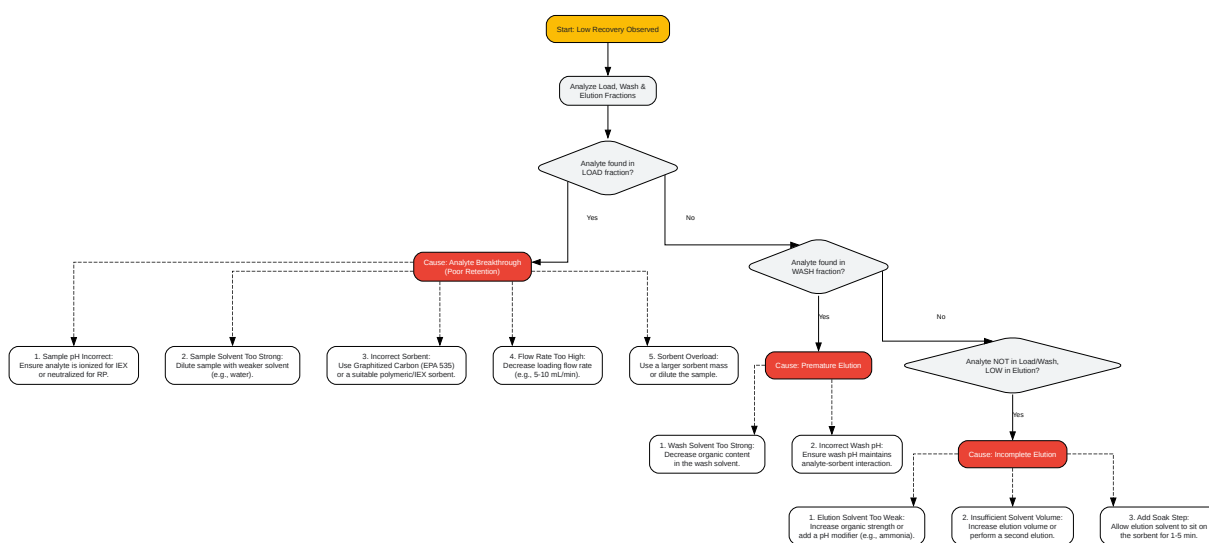 Start: Low Recovery Observed
Analyze Load, Wash &
Elution Fractions
Analyte found in
LOAD fraction?
Yes
No
Cause: Analyte Breakthrough
(Poor Retention)
Analyte found in
WASH fraction?
Yes
No
1. Sample pH Incorrect:
Ensure analyte is ionized for IEX
or neutralized for RP.
2. Sample Solvent Too Strong:
Dilute sample with weaker solvent
(e.g., water).
3. Incorrect Sorbent:
Use Graphitized Carbon (EPA 535)
or a suitable polymeric/IEX sorbent.
4. Flow Rate Too High:
Decrease loading flow rate
(e.g., 5-10 mL/min).
5. Sorbent Overload:
Use a larger sorbent mass
or dilute the sample.
Cause: Premature Elution
Analyte NOT in Load/Wash,
LOW in Elution?
Yes
1. Wash Solvent Too Strong:
Decrease organic content
in the wash solvent.
2. Incorrect Wash pH:
Ensure wash pH maintains
analyte-sorbent interaction.
Cause: Incomplete Elution
1. Elution Solvent Too Weak:
Increase organic strength or
add a pH modifier (e.g., ammonia).
2. Insufficient Solvent Volume:
Increase elution volume or
perform a second elution.
3. Add Soak Step:
Allow elution solvent to sit on
the sorbent for 1-5 min.